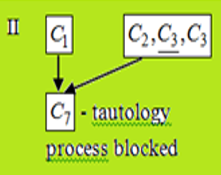 II
C₁
C₂,C₃,C₃
C₇ - tautology
process blocked